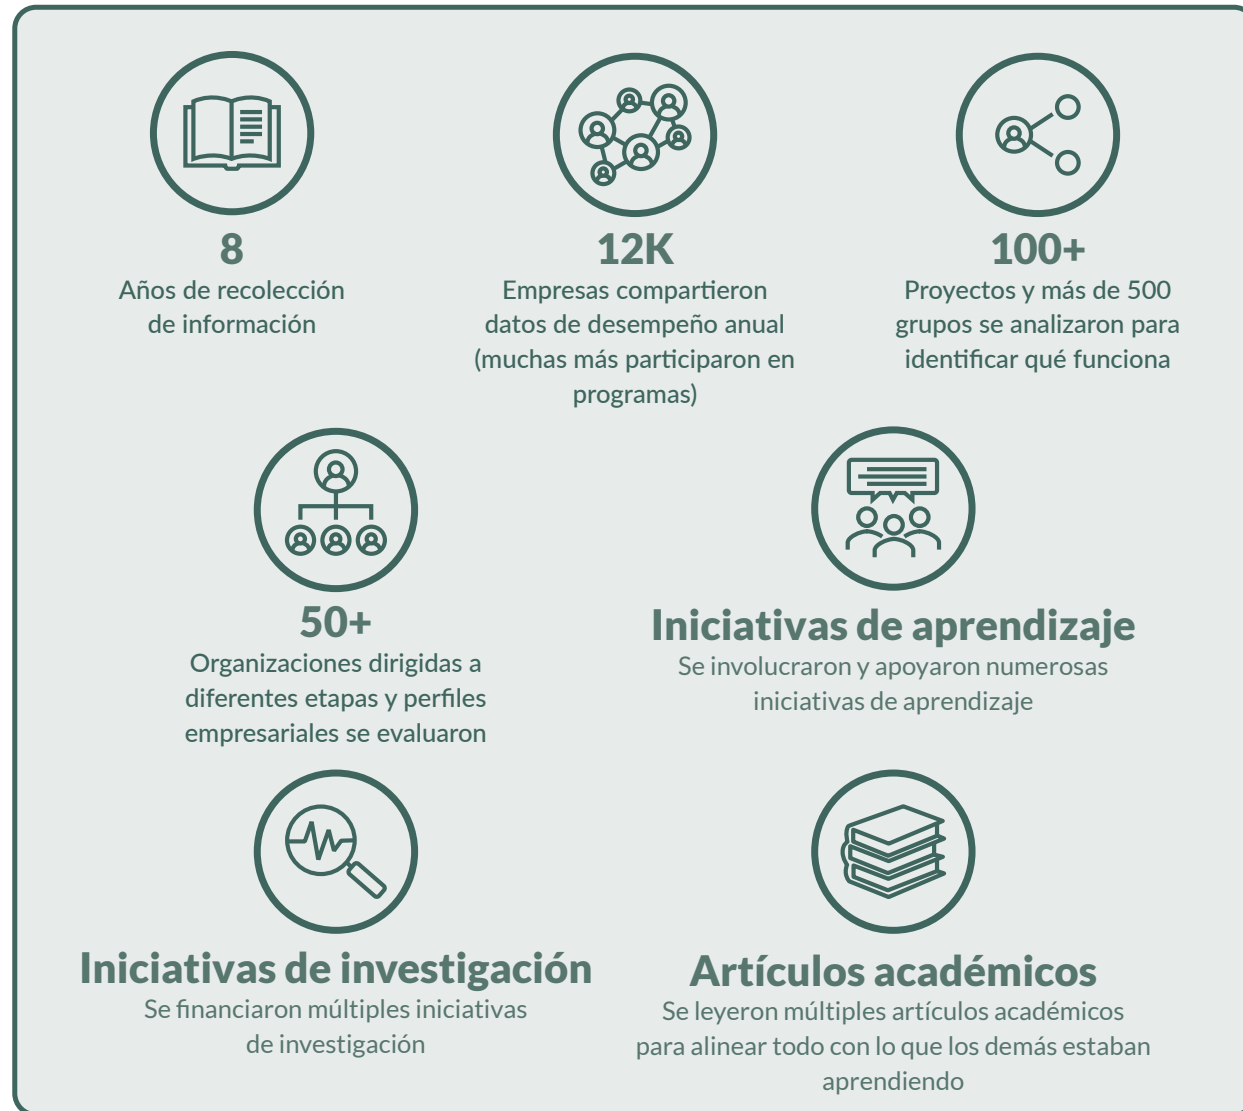 8
Años de recolección
de información
12K
Empresas compartieron
datos de desempeño anual
(muchas más participaron en
programas)
100+
Proyectos y más de 500
grupos se analizaron para
identificar qué funciona
50+
Organizaciones dirigidas a
diferentes etapas y perfiles
empresariales se evaluaron
Iniciativas de aprendizaje
Se involucraron y apoyaron numerosas
iniciativas de aprendizaje
Iniciativas de investigación
Se financiaron múltiples iniciativas
de investigación
Artículos académicos
Se leyeron múltiples artículos académicos
para alinear todo con lo que los demás estaban
aprendiendo